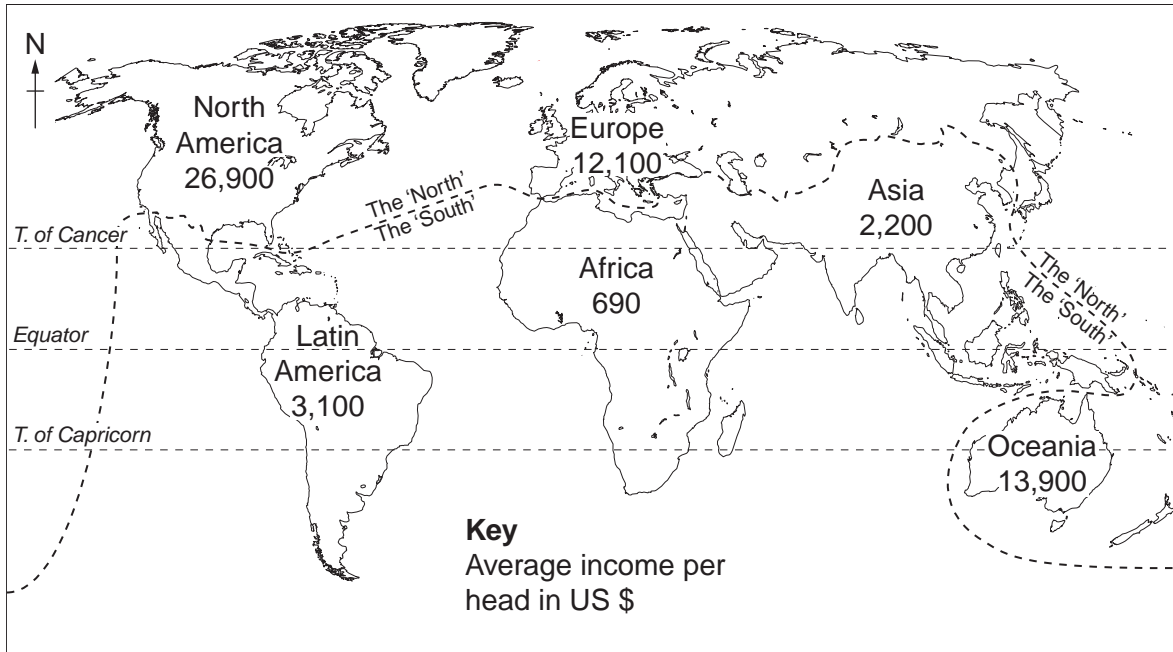 N
North
America
26,900
Europe
12,100
The 'North'
The 'South'
Asia
2,200
T. of Cancer
Africa
690
The 'North'
The 'South'
Equator
Latin
America
3,100
T. of Capricorn
Oceania
13,900
Key
Average income per
head in US $